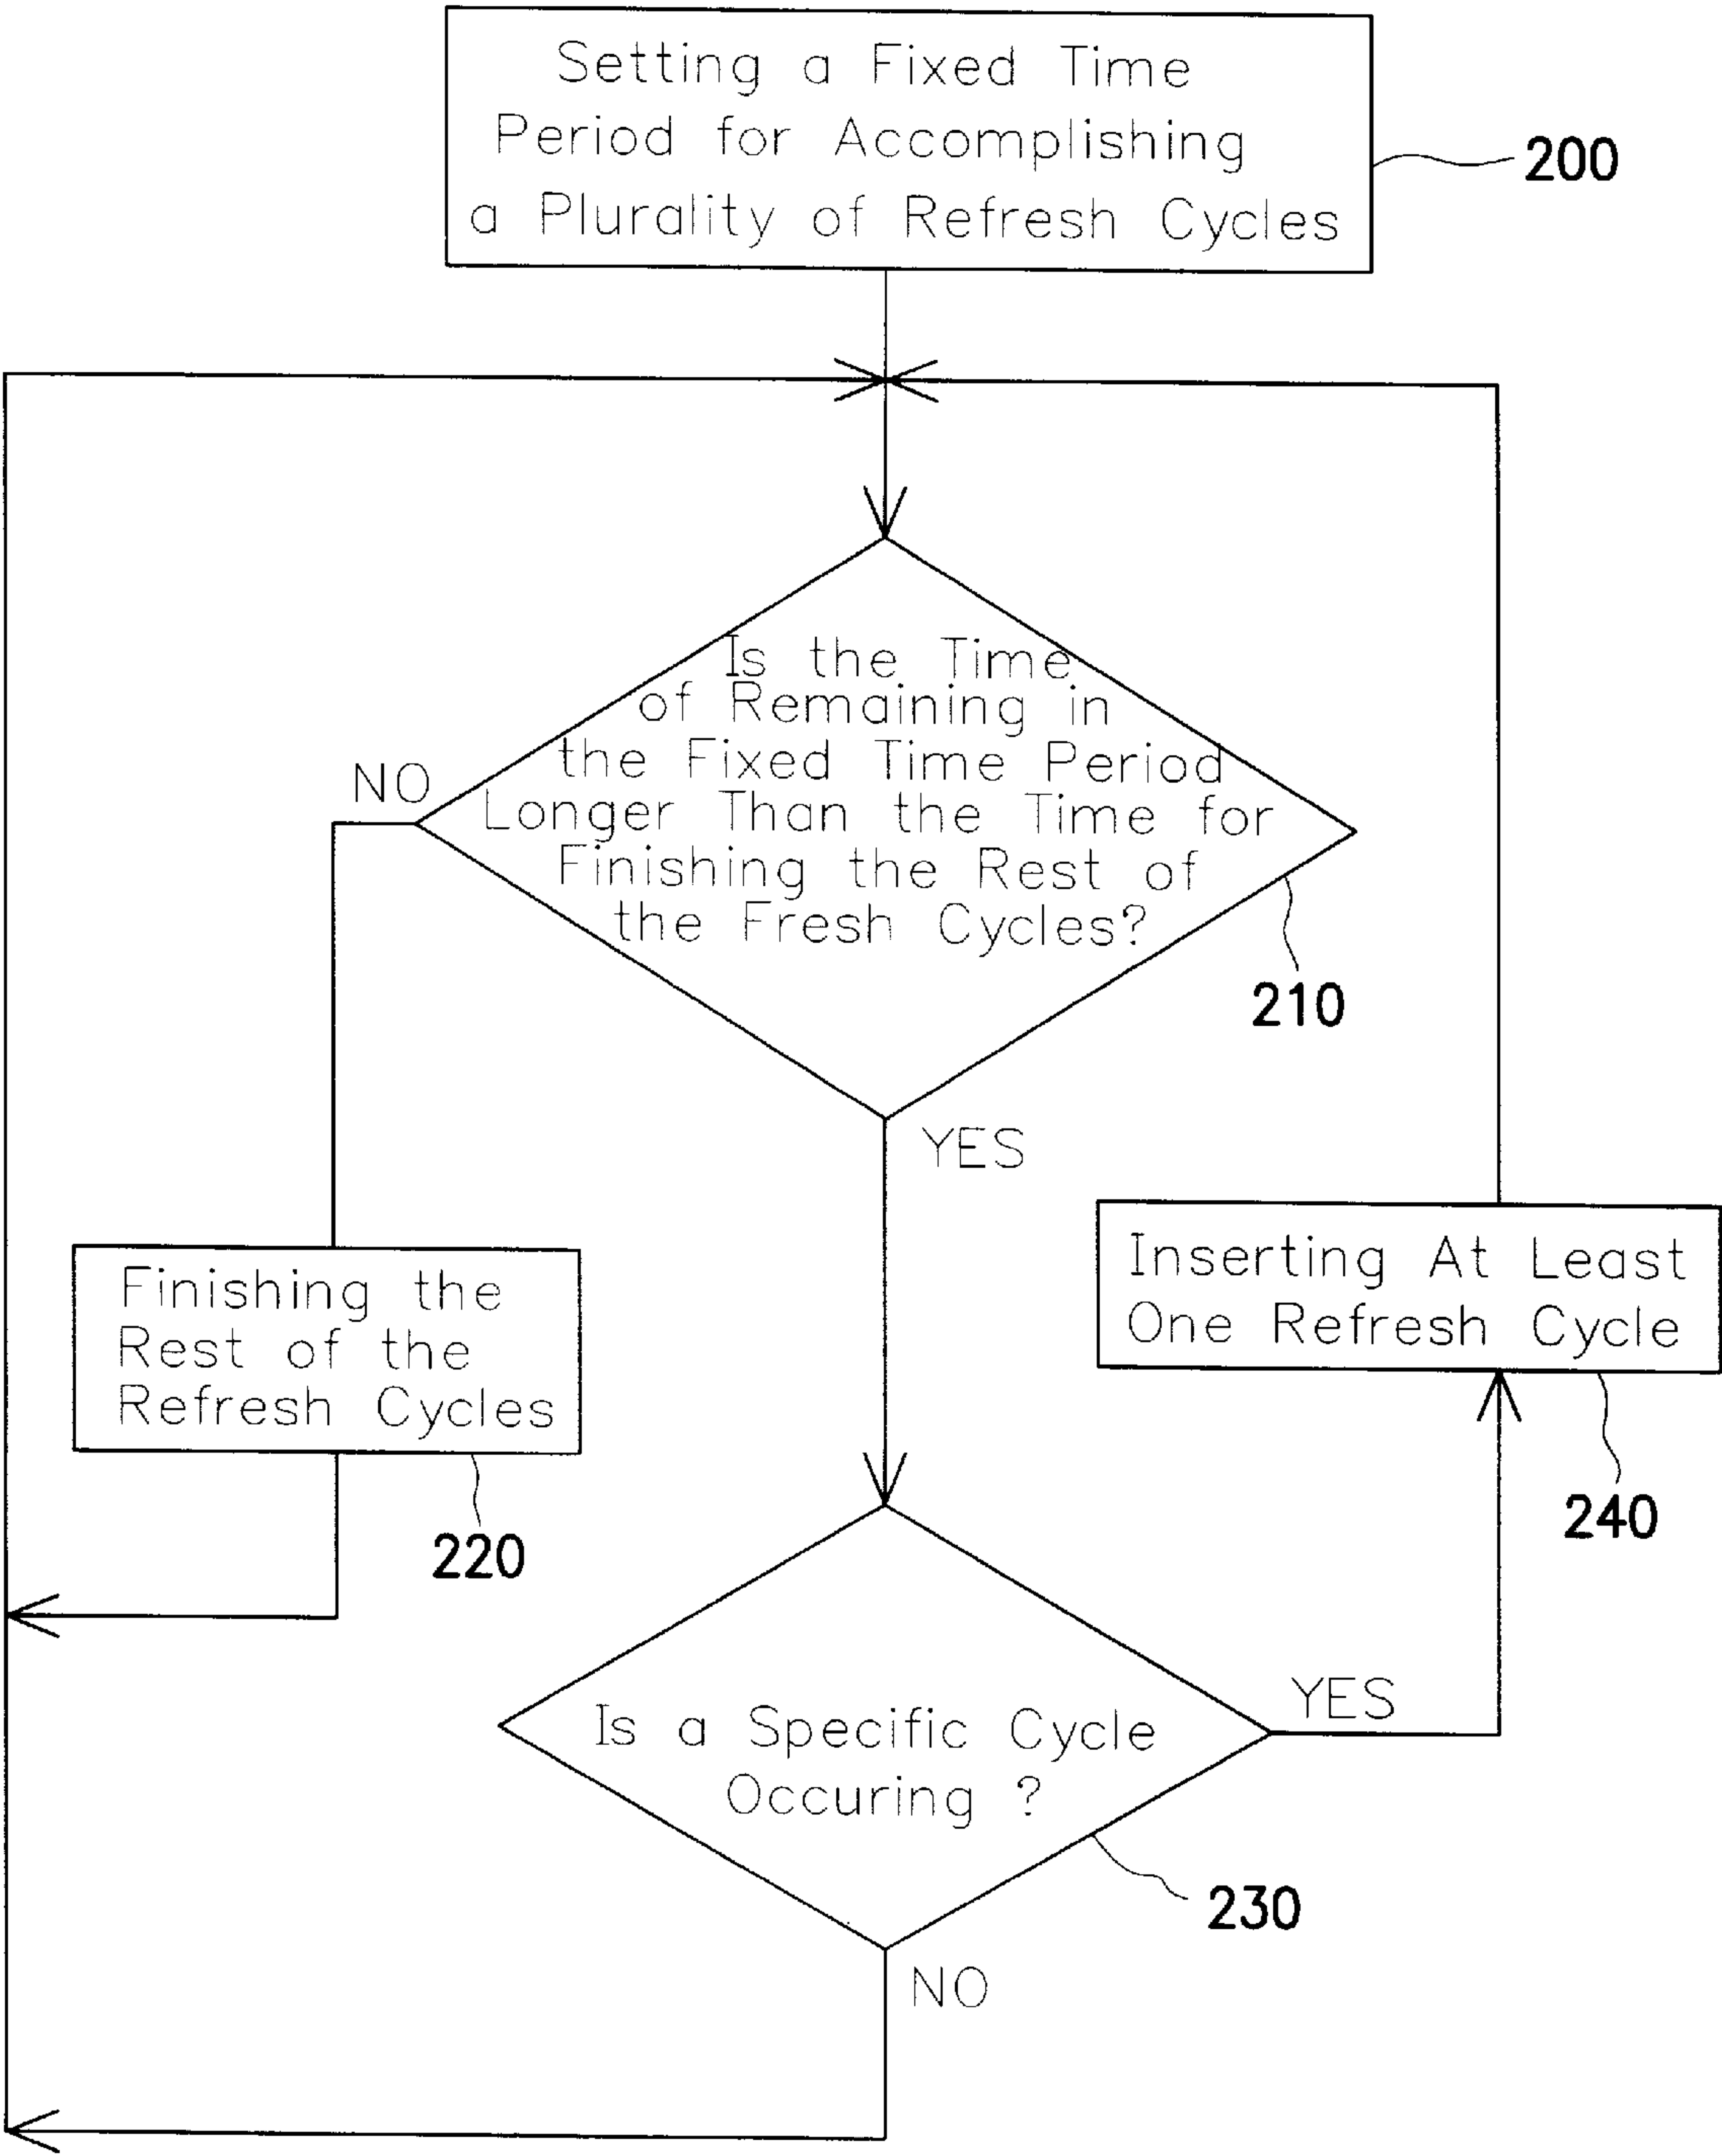 Setting a Fixed Time
Period for Accomplishing
a Plurality of Refresh Cycles
200
Is the Time
of Remaining in
the Fixed Time Period
Longer Than the Time for
Finishing the Rest of
the Fresh Cycles?
NO
210
YES
Finishing the
Rest of the
Refresh Cycles
220
Inserting At Least
One Refresh Cycle
240
Is a Specific Cycle
Occuring ?
YES
230
NO